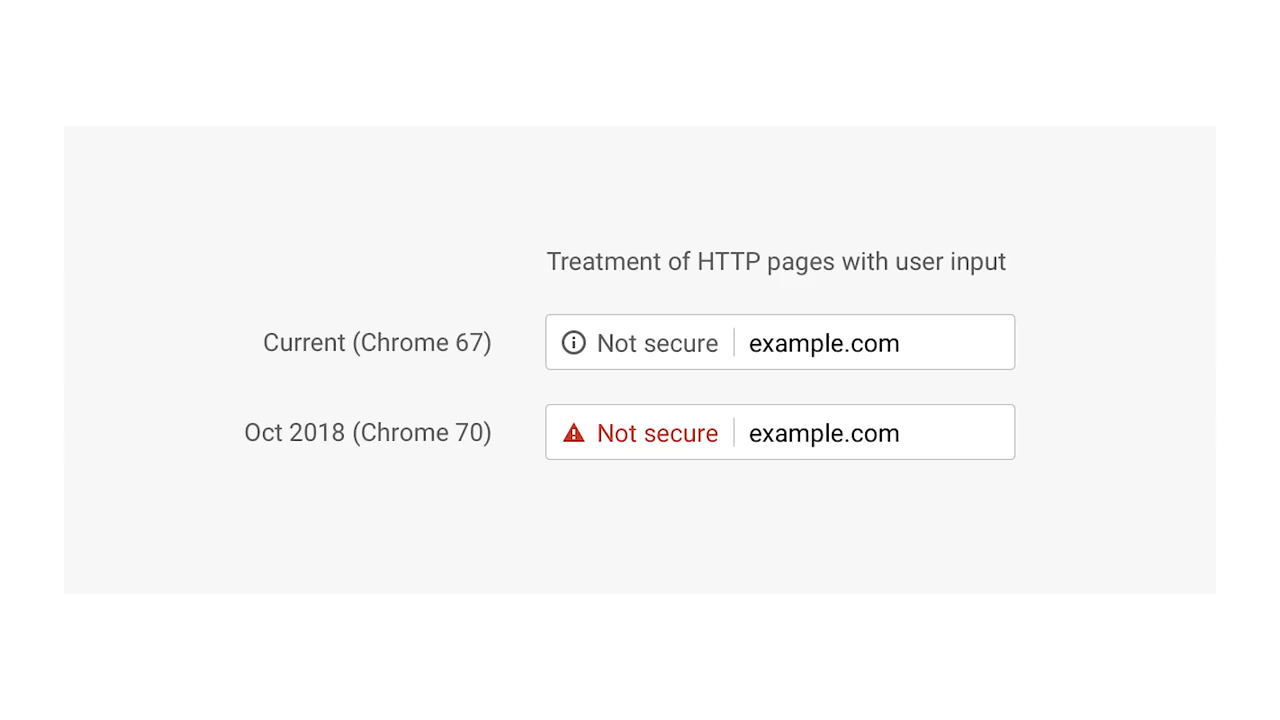 Treatment of HTTP pages with user input
Current (Chrome 67) Not secure example.com
Oct 2018 (Chrome 70) Not secure example.com